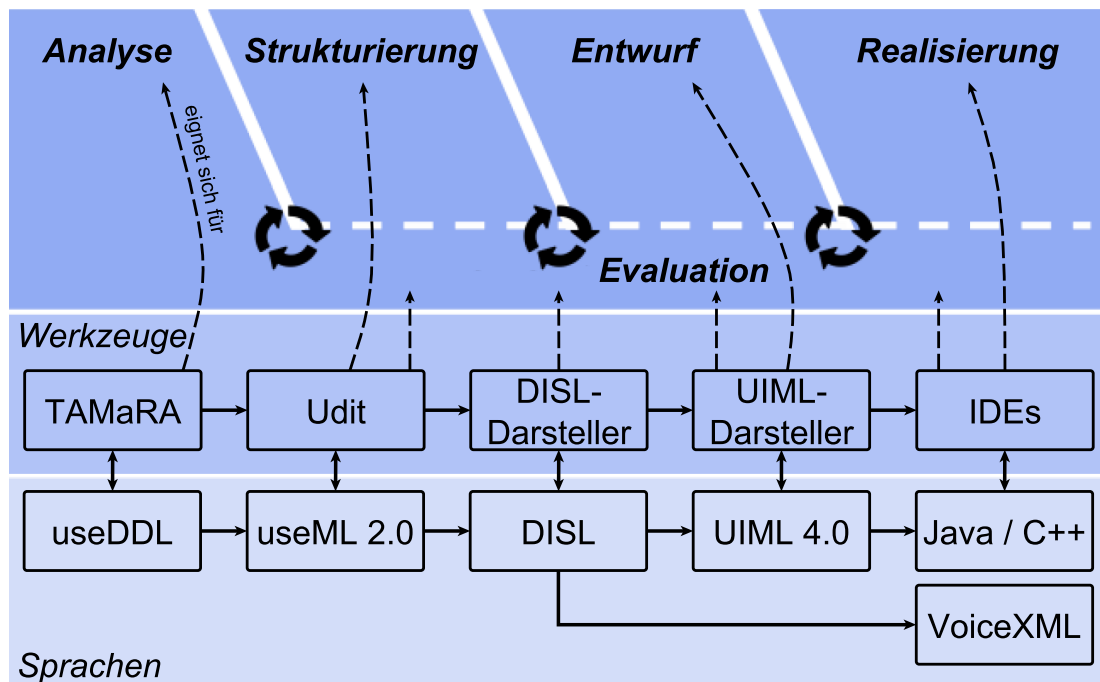 Analyse
Strukturierung
Entwurf
Realisierung
eignet sich für
Evaluation
Werkzeuge
TAMaRA
Udit
DISL-
Darsteller
UIML-
Darsteller
IDEs
useDDL
useML 2.0
DISL
UIML 4.0
Java / C++
VoiceXML
Sprachen